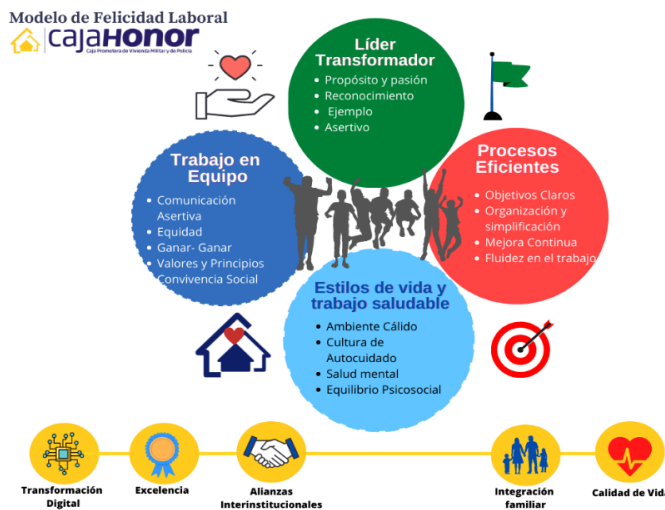 Modelo de Felicidad Laboral
cajaHONOR
Caja Promotora de Vivienda Militar y de Policía
Líder
Transformador
• Propósito y pasión
• Reconocimiento
• Ejemplo
• Asertivo
Trabajo en
Equipo
• Comunicación
Asertiva
• Equidad
• Ganar- Ganar
• Valores y Principios
• Convivencia Social
Procesos
Eficientes
• Objetivos Claros
• Organización y
simplificación
• Mejora Continua
• Fluidez en el trabajo
Estilos de vida y
trabajo saludable
• Ambiente Cálido
• Cultura de
Autocuidado
• Salud mental
• Equilibrio Psicosocial
Transformación
Digital
Excelencia
Alianzas
Interinstitucionales
Integración
familiar
Calidad de Vida